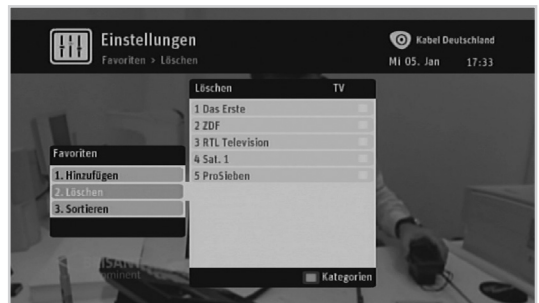 Einstellungen
Favoriten > Löschen
Kabel Deutschland
Mi 05. Jan 17:33
Löschen TV
1 Das Erste
2 ZDF
3 RTL Television
4 Sat. 1
5 ProSieben
Favoriten
1. Hinzufügen
2. Löschen
3. Sortieren
Kategorien